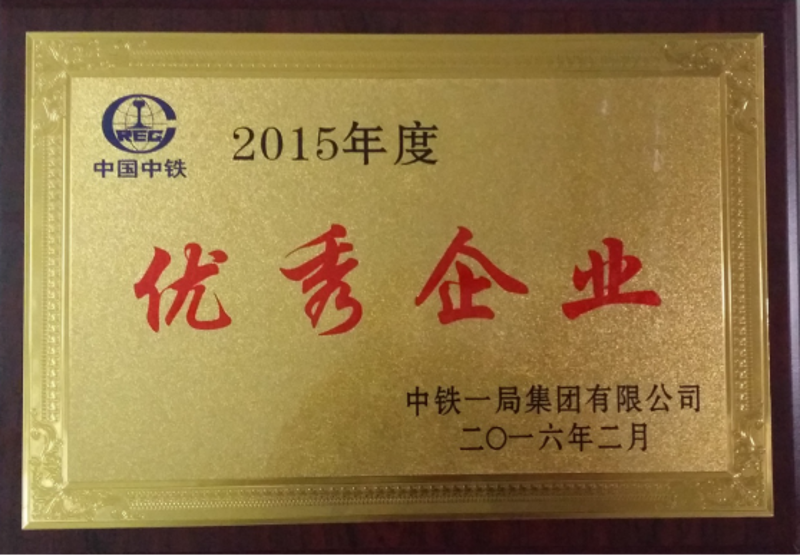 CREC
中国中铁
2015年度
优秀企业
中铁一局集团有限公司
二〇一六年二月